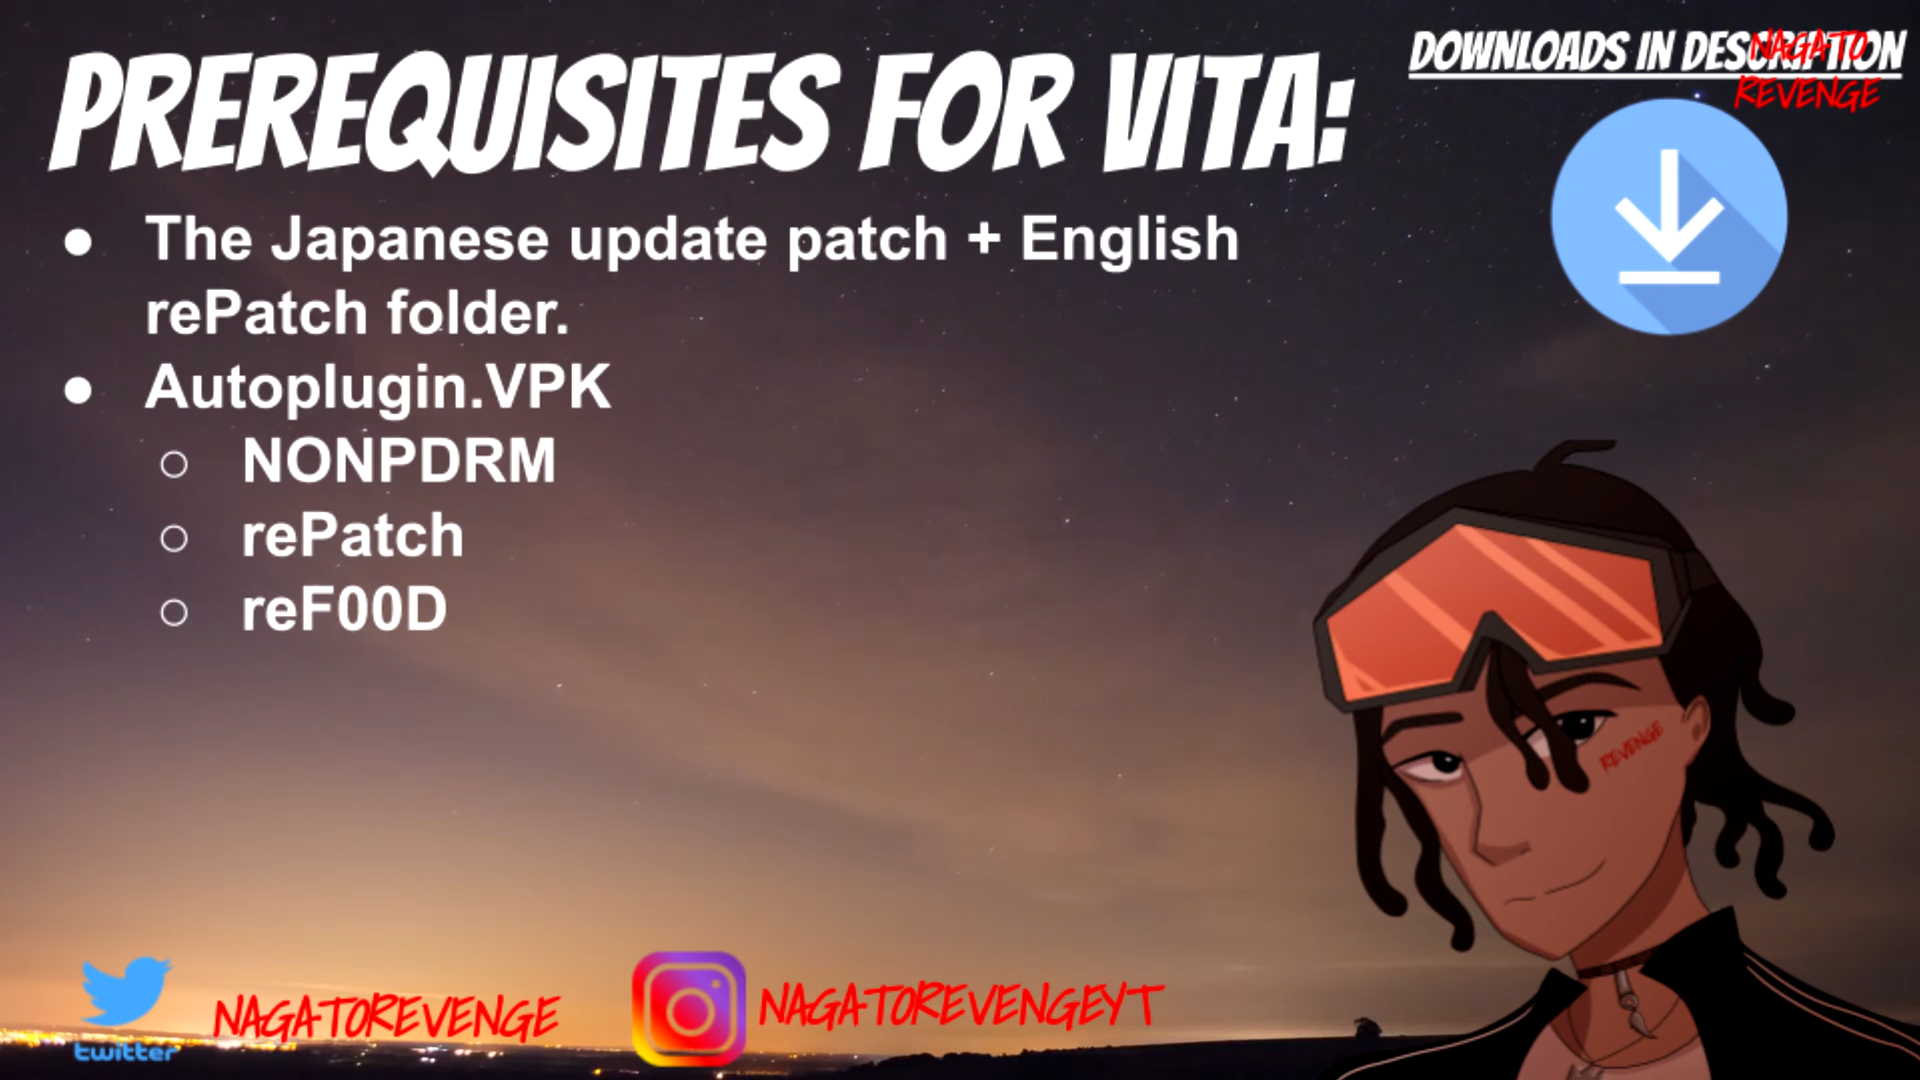 PREREQUISITES FOR VITA:
DOWNLOADS IN DESCRIPTION
NAGATO
REVENGE
● The Japanese update patch + English
rePatch folder.
● Autoplugin.VPK
○ NONPDRM
○ rePatch
○ reF00D
REVENGE
twitter
NAGATOREVENGE
NAGATOREVENGEYT